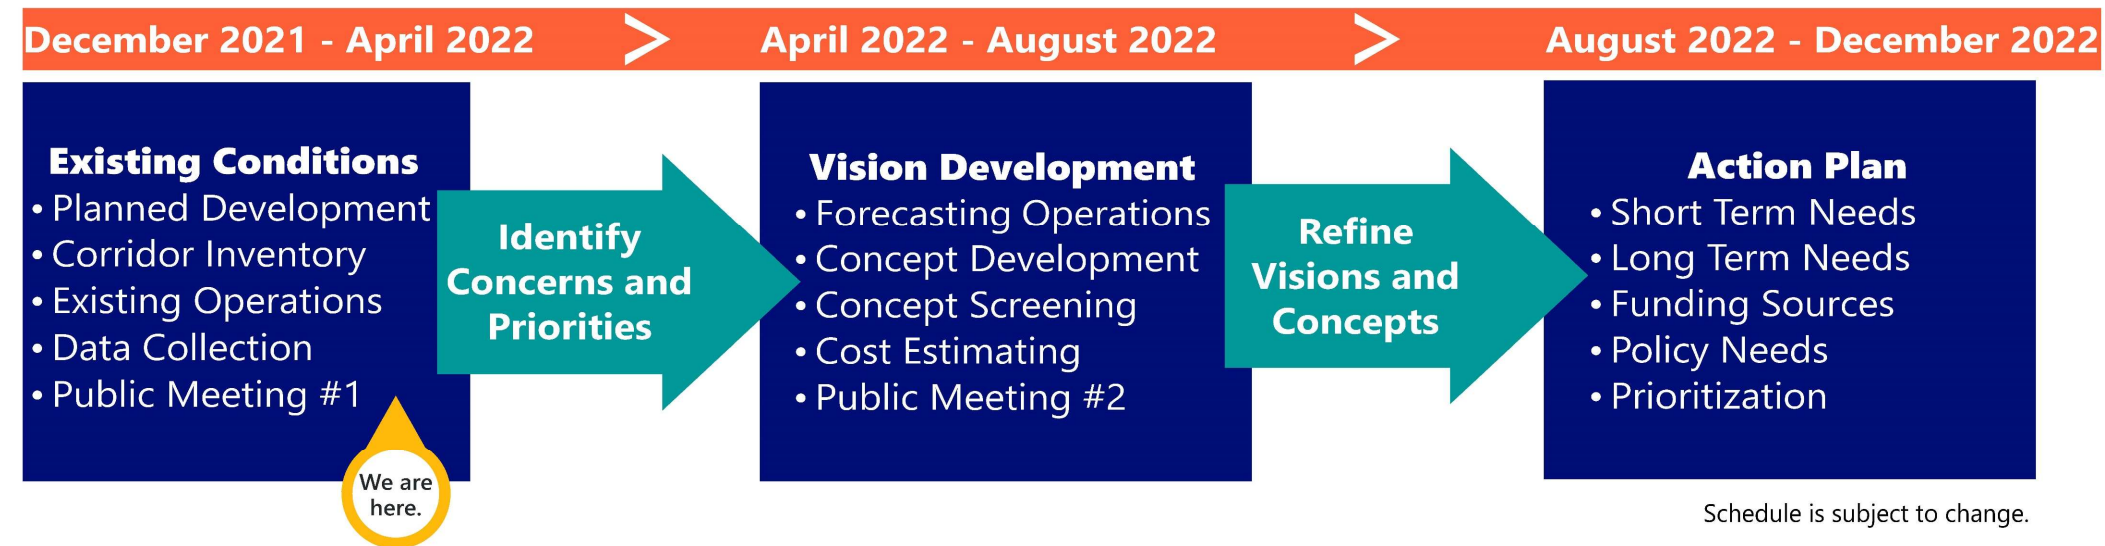 December 2021 - April 2022 > April 2022 - August 2022 > August 2022 - December 2022
Existing Conditions
• Planned Development
• Corridor Inventory
• Existing Operations
• Data Collection
• Public Meeting #1
We are
here.
Identify
Concerns and
Priorities
Vision Development
• Forecasting Operations
• Concept Development
• Concept Screening
• Cost Estimating
• Public Meeting #2
Refine
Visions and
Concepts
Action Plan
• Short Term Needs
• Long Term Needs
• Funding Sources
• Policy Needs
• Prioritization
Schedule is subject to change.